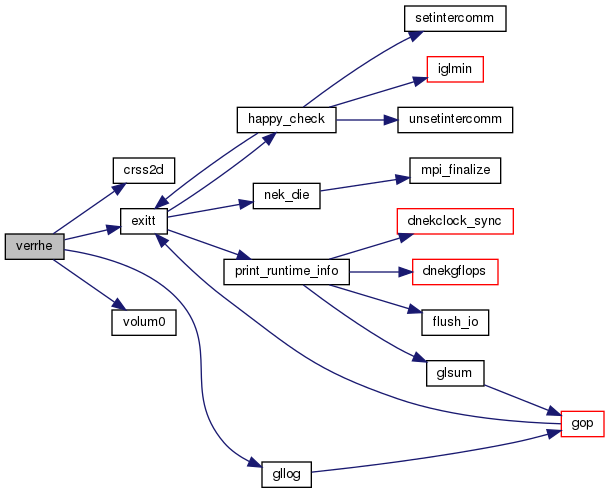 setintercomm
iglmin
happy_check
unsetintercomm
crss2d
mpi_finalize
nek_die
exitt
dnekclock_sync
verrhe
print_runtime_info
dnekgflops
volum0
flush_io
glsum
gop
gllog